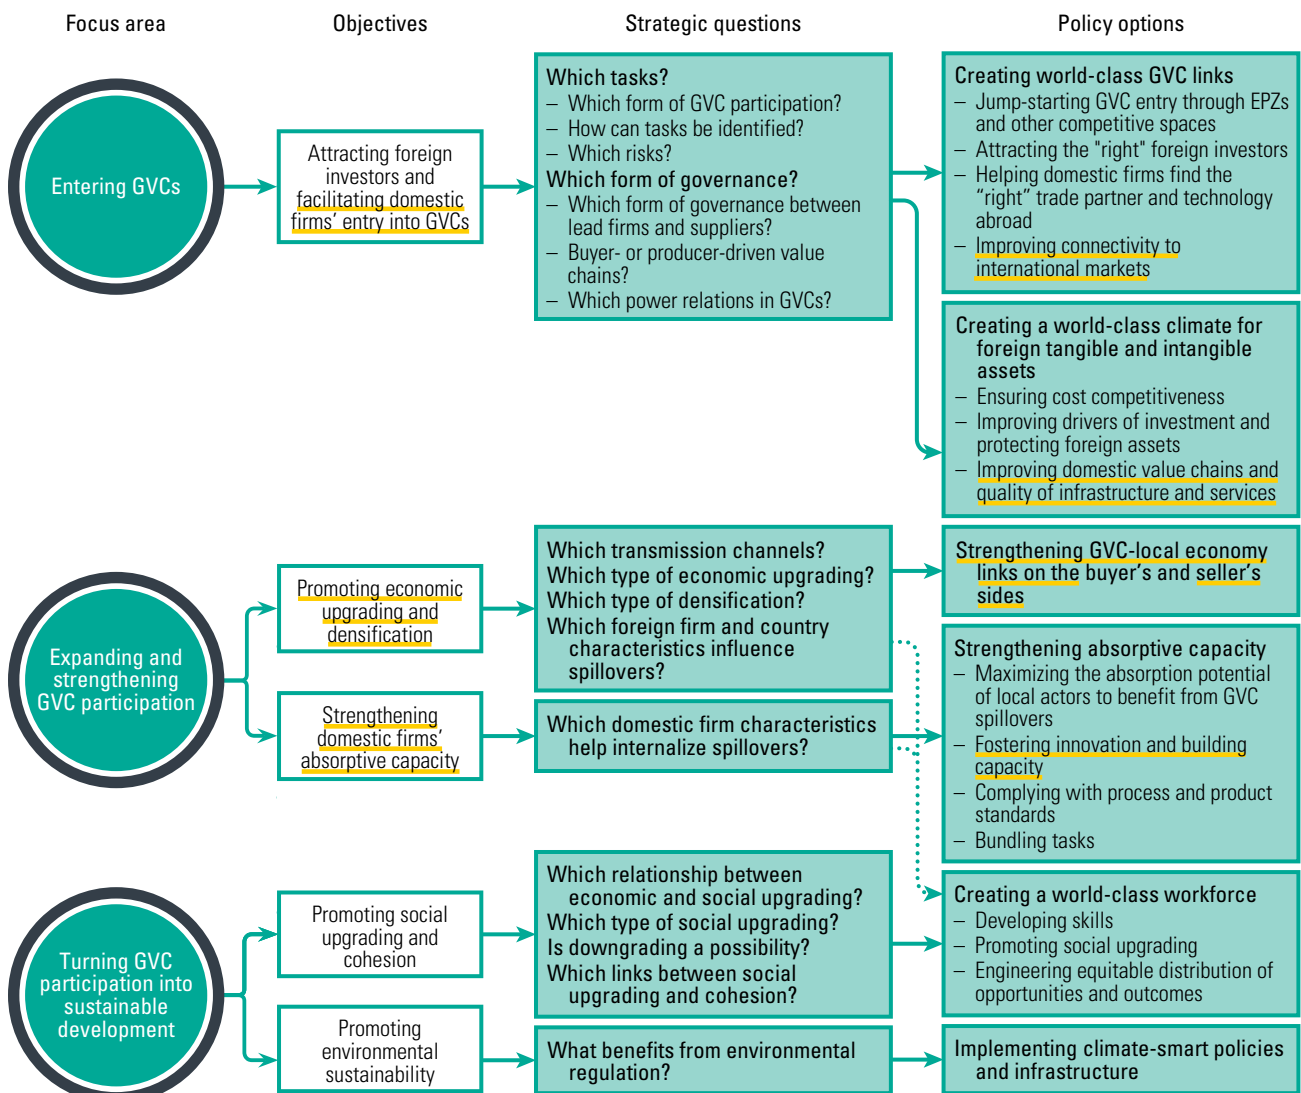 Focus area
Objectives
Strategic questions
Policy options
Entering GVCs
Attracting foreign
investors and
facilitating domestic
firms' entry into GVCs
Which tasks?
– Which form of GVC participation?
– How can tasks be identified?
– Which risks?
Which form of governance?
– Which form of governance between
lead firms and suppliers?
– Buyer- or producer-driven value
chains?
– Which power relations in GVCs?
Creating world-class GVC links
– Jump-starting GVC entry through EPZs
and other competitive spaces
– Attracting the "right" foreign investors
– Helping domestic firms find the
“right” trade partner and technology
abroad
– Improving connectivity to
international markets
Creating a world-class climate for
foreign tangible and intangible
assets
– Ensuring cost competitiveness
– Improving drivers of investment and
protecting foreign assets
– Improving domestic value chains and
quality of infrastructure and services
Expanding and
strengthening
GVC participation
Promoting economic
upgrading and
densification
Which transmission channels?
Which type of economic upgrading?
Which type of densification?
Which foreign firm and country
characteristics influence
spillovers?
Strengthening GVC-local economy
links on the buyer's and seller's
sides
Strengthening
domestic firms'
absorptive capacity
Which domestic firm characteristics
help internalize spillovers?
Strengthening absorptive capacity
– Maximizing the absorption potential
of local actors to benefit from GVC
spillovers
– Fostering innovation and building
capacity
– Complying with process and product
standards
– Bundling tasks
Turning GVC
participation into
sustainable
development
Promoting social
upgrading and
cohesion
Which relationship between
economic and social upgrading?
Which type of social upgrading?
Is downgrading a possibility?
Which links between social
upgrading and cohesion?
Creating a world-class workforce
– Developing skills
– Promoting social upgrading
– Engineering equitable distribution of
opportunities and outcomes
Promoting
environmental
sustainability
What benefits from environmental
regulation?
Implementing climate-smart policies
and infrastructure